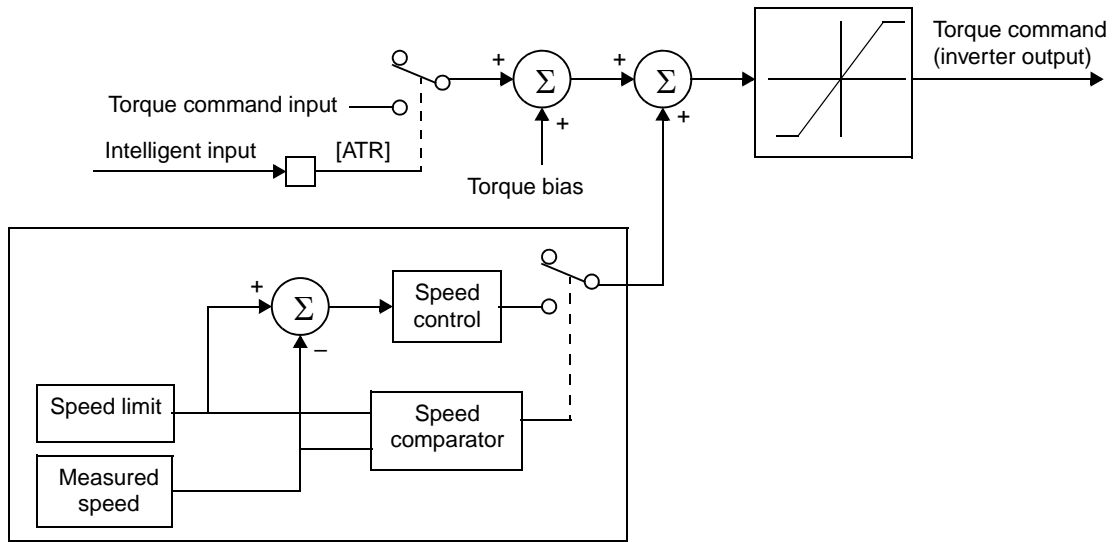 Torque command
(inverter output)
+
Σ
+
+
Σ
+
Torque command input
Intelligent input
[ATR]
Torque bias
+
Σ
−
Speed
control
Speed limit
Speed
comparator
Measured
speed